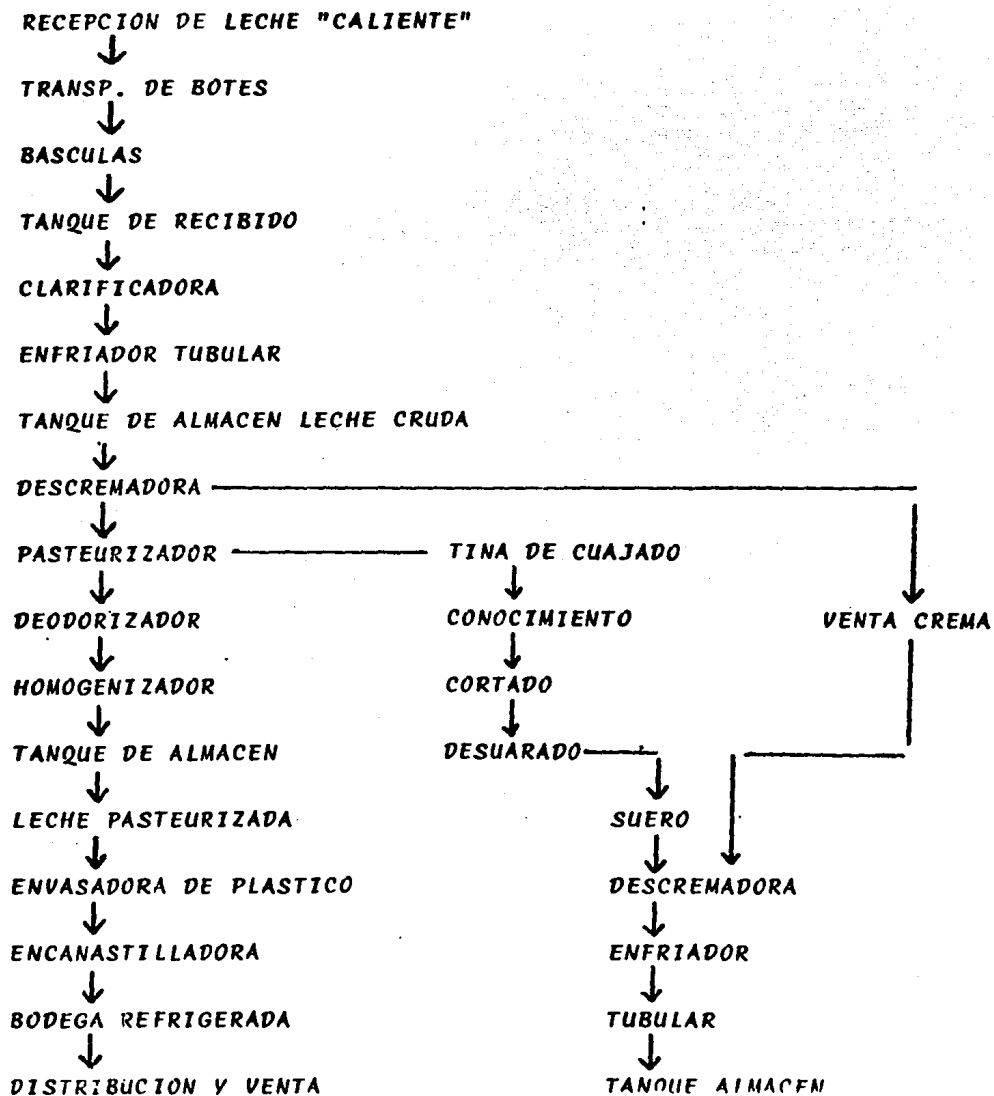 RECEPCION DE LECHE "CALIENTE"
TRANSP. DE BOTES
BASCULAS
TANQUE DE RECIBIDO
CLARIFICADORA
ENFRIADOR TUBULAR
TANQUE DE ALMACEN LECHE CRUDA
DESCREMADORA
PASTEURIZADOR TINA DE CUAJADO
DEODORIZADOR CONOCIMIENTO VENTA CREMA
HOMOGENIZADOR CORTADO
TANQUE DE ALMACEN DESUARADO
LECHE PASTEURIZADA SUERO
ENVASADORA DE PLASTICO DESCREMADORA
ENCANASTILLADORA ENFRIADOR
BODEGA REFRIGERADA TUBULAR
DISTRIBUCION Y VENTA TANQUE ALMACEN